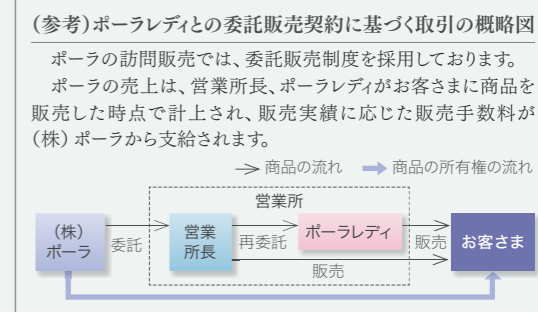 (参考)ポーラレディとの委託販売契約に基づく取引の概略図
ポーラの訪問販売では、委託販売制度を採用しております。
ポーラの売上は、営業所長、ポーラレディがお客さまに商品を
販売した時点で計上され、販売実績に応じた販売手数料が
(株)ポーラから支給されます。
商品の流れ 商品の所有権の流れ
営業所
(株)
ポーラ
委託
営業
所長
再委託
ポーラレディ
販売
お客さま
販売